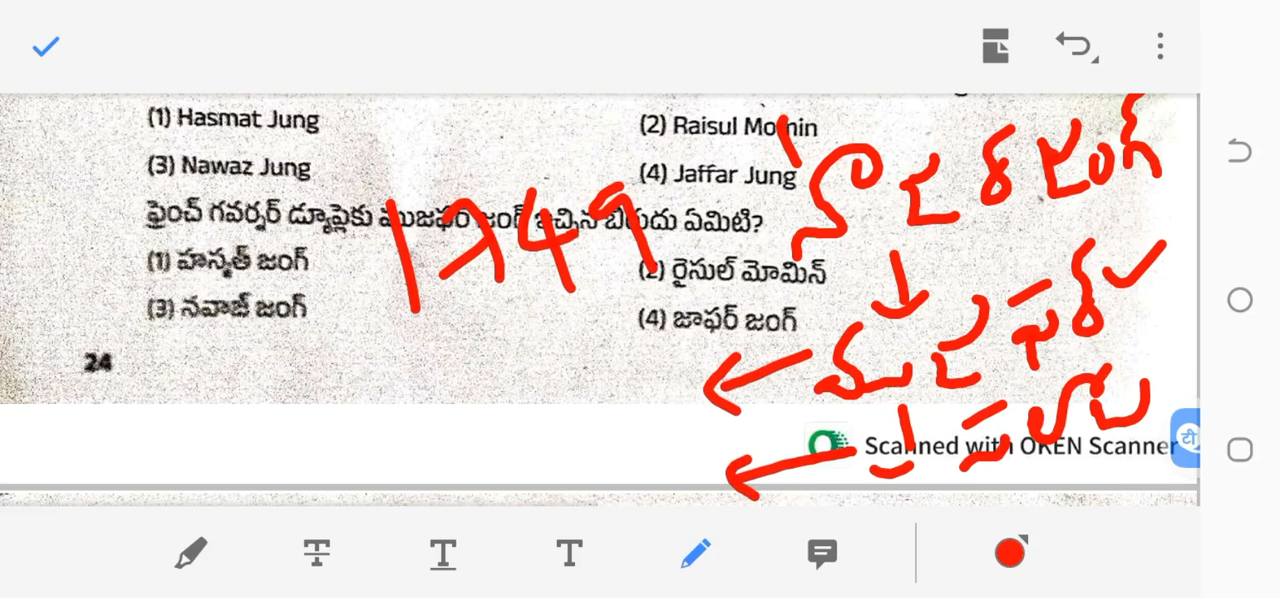 (1) Hasmat Jung
(2) Raisul Momin
(3) Nawaz Jung
(4) Jaffar Jung
ఫ్రెంచ్ గవర్నర్ డ్యూప్లెకు ముజఫర్ జంగ్ ఇచ్చిన బిరుదు ఏమిటి?
(1) హస్మత్ జంగ్
(2) రైసుల్ మోమిన్
(3) నవాజ్ జంగ్
(4) జాఫర్ జంగ్
1749
24
Scanned with OKEN Scanner
టీ